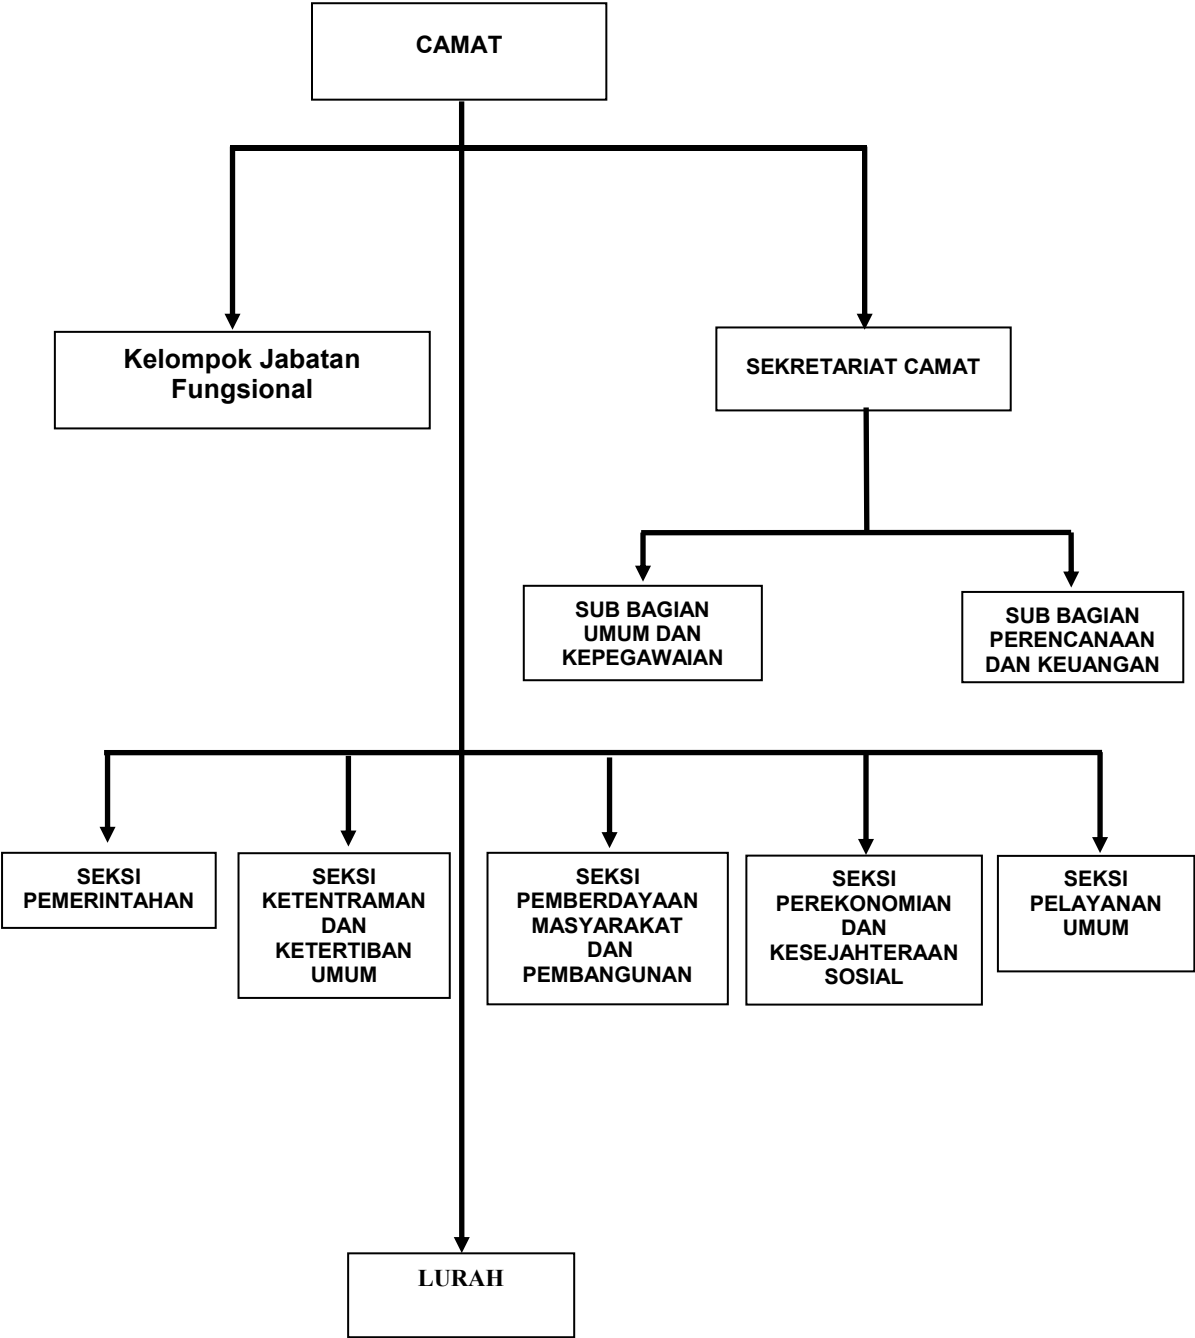 CAMAT
Kelompok Jabatan
Fungsional
SEKRETARIAT CAMAT
SUB BAGIAN
UMUM DAN
KEPEGAWAIAN
SUB BAGIAN
PERENCANAAN
DAN KEUANGAN
SEKSI
PEMERINTAHAN
SEKSI
KETENTRAMAN
DAN
KETERTIBAN
UMUM
SEKSI
PEMBERDAYAAN
MASYARAKAT
DAN
PEMBANGUNAN
SEKSI
PEREKONOMIAN
DAN
KESEJAHTERAAN
SOSIAL
SEKSI
PELAYANAN
UMUM
LURAH